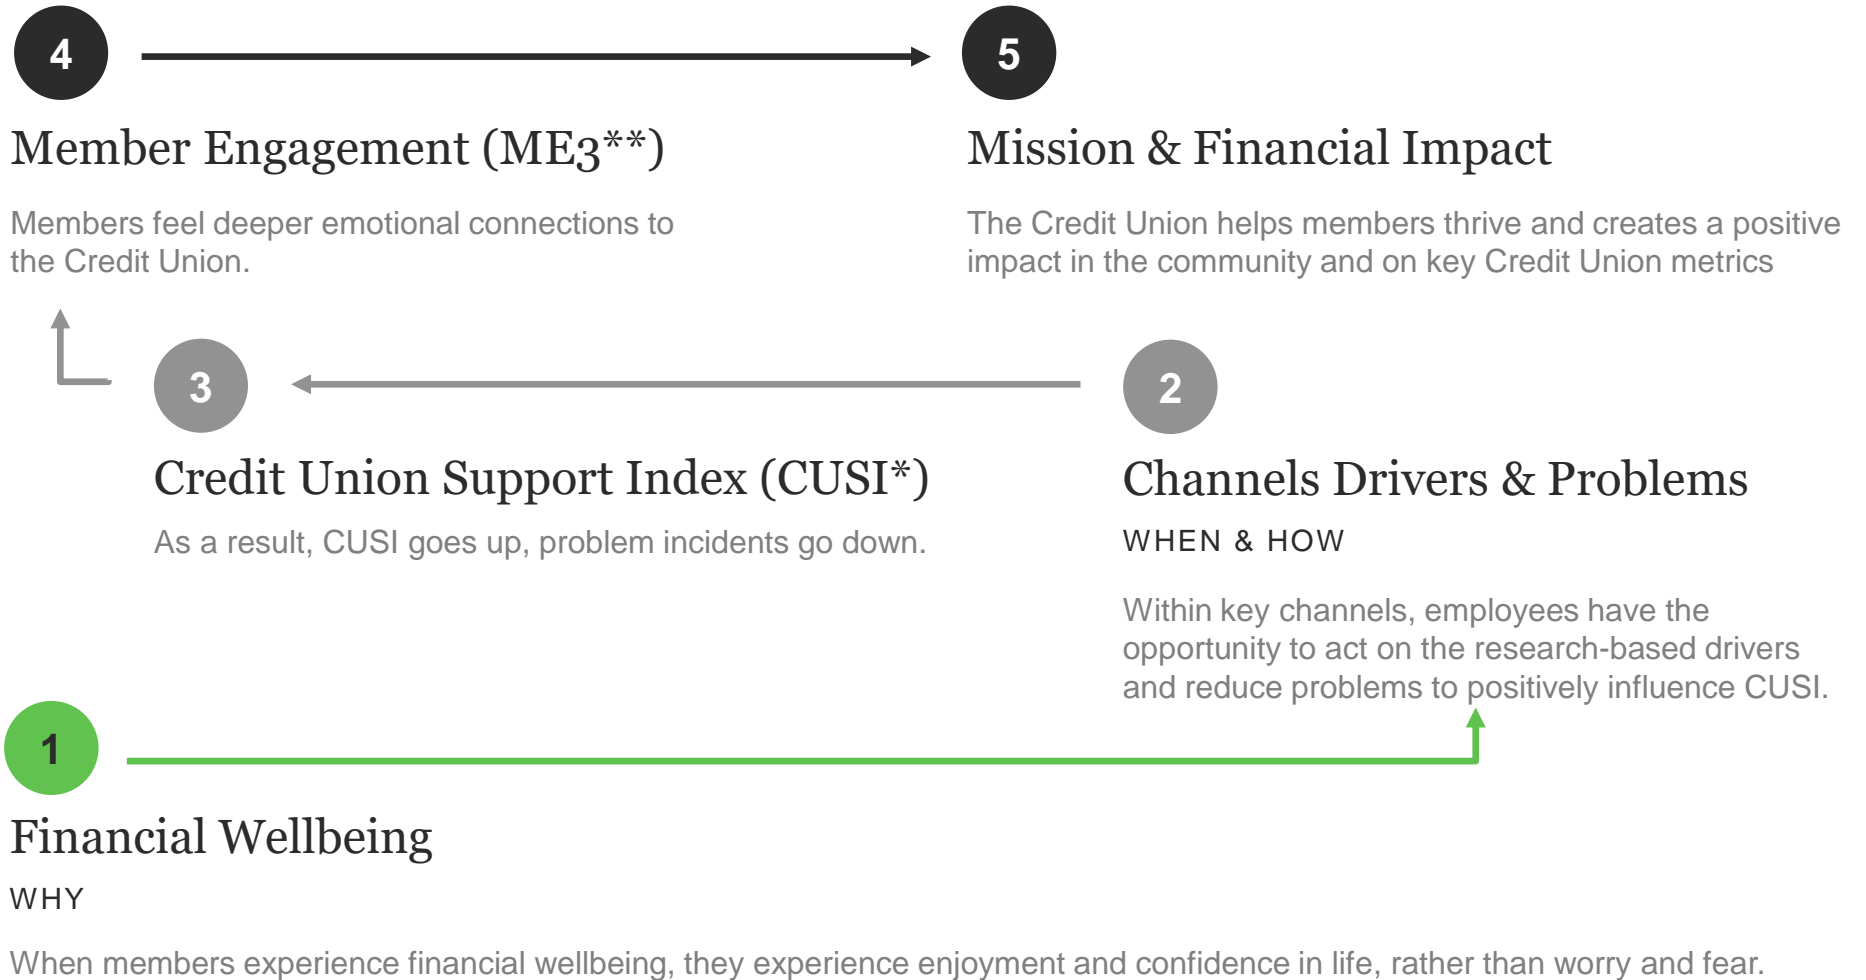 4
5
Member Engagement (ME3**)
Mission & Financial Impact
Members feel deeper emotional connections to
the Credit Union.
The Credit Union helps members thrive and creates a positive
impact in the community and on key Credit Union metrics
3
2
Credit Union Support Index (CUSI*)
As a result, CUSI goes up, problem incidents go down.
Channels Drivers & Problems
WHEN & HOW
Within key channels, employees have the
opportunity to act on the research-based drivers
and reduce problems to positively influence CUSI.
1
Financial Wellbeing
WHY
When members experience financial wellbeing, they experience enjoyment and confidence in life, rather than worry and fear.